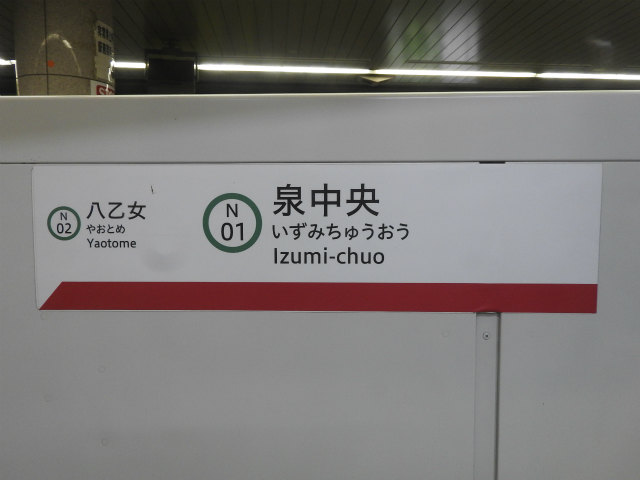 N
02
八乙女
やおとめ
Yaotome
N
01
泉中央
いずみちゅうおう
Izumi-chuo